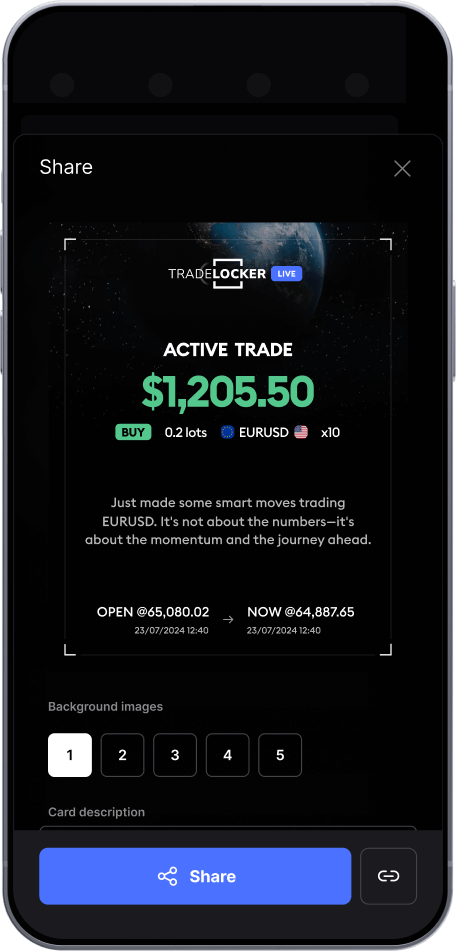 Share
TRADELOCKER LIVE
ACTIVE TRADE
$1,205.50
BUY 0.2 lots EURUSD x10
Just made some smart moves trading
EURUSD. It's not about the numbers—it's
about the momentum and the journey ahead.
OPEN @65,080.02 → NOW @64,887.65
23/07/2024 12:40 23/07/2024 12:40
Background images
1 2 3 4 5
Card description
Share